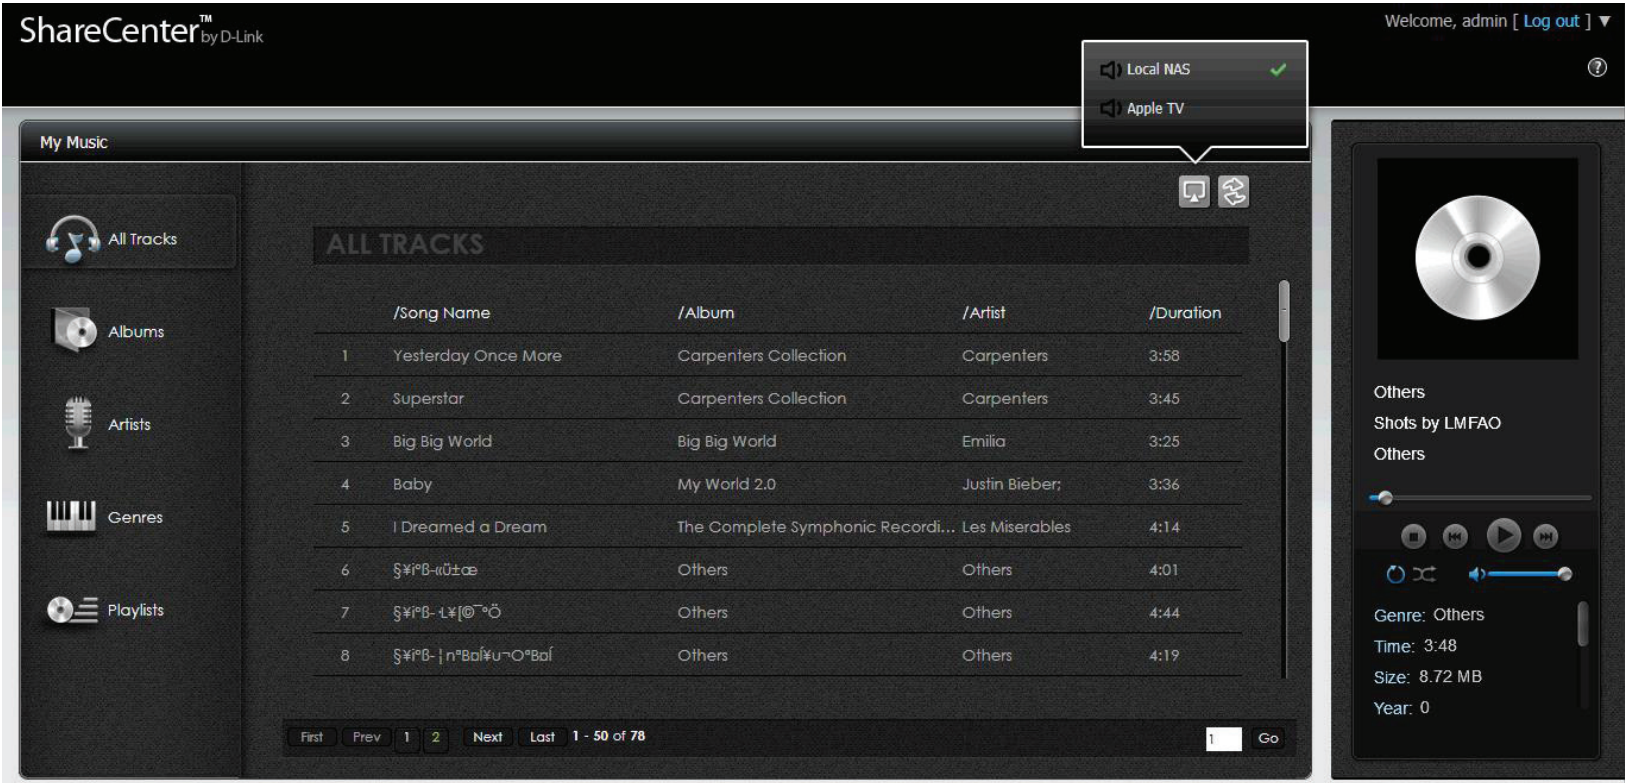 ShareCenter™ by D-Link
Welcome, admin [ Log out ] ▼
Local NAS
Apple TV
My Music
All Tracks
Albums
Artists
Genres
Playlists
ALL TRACKS
/Song Name /Album /Artist /Duration
1 Yesterday Once More Carpenters Collection Carpenters 3:58
2 Superstar Carpenters Collection Carpenters 3:45
3 Big Big World Big Big World Emilia 3:25
4 Baby My World 2.0 Justin Bieber; 3:36
5 I Dreamed a Dream The Complete Symphonic Recordi... Les Miserables 4:14
6 §¥iºß-«û±œ Others Others 4:01
7 Others Others 4:44
8 Others Others 4:19
First Prev 1 2 Next Last 1 - 50 of 78
1 Go
Others
Shots by LMFAO
Others
Genre: Others
Time: 3:48
Size: 8.72 MB
Year: 0